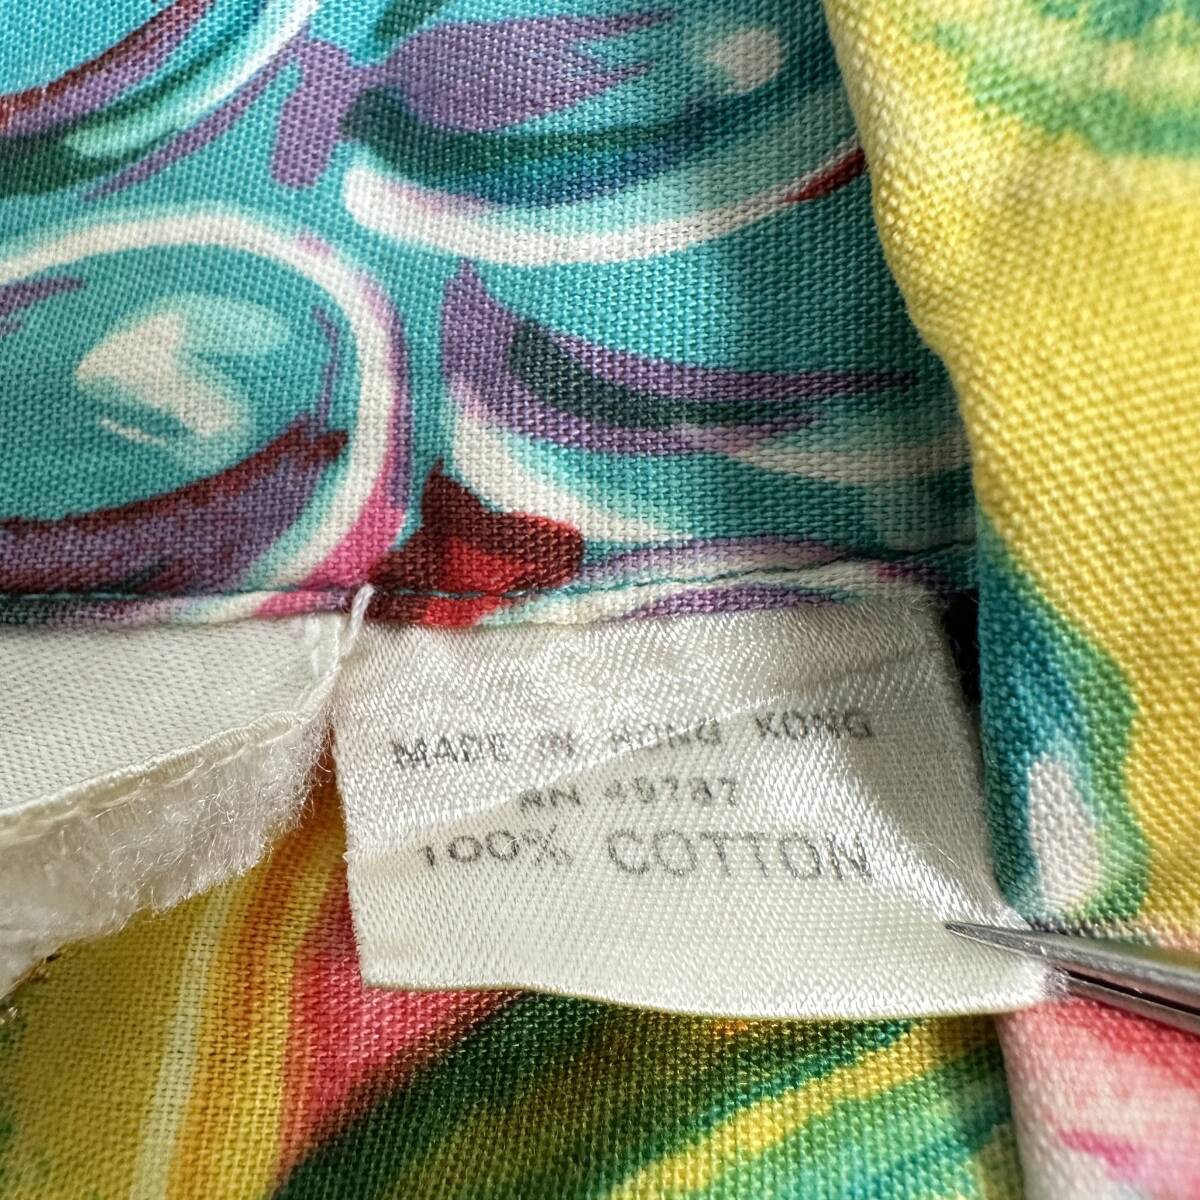 MADE IN HONG KONG
RN 49787
100% COTTON